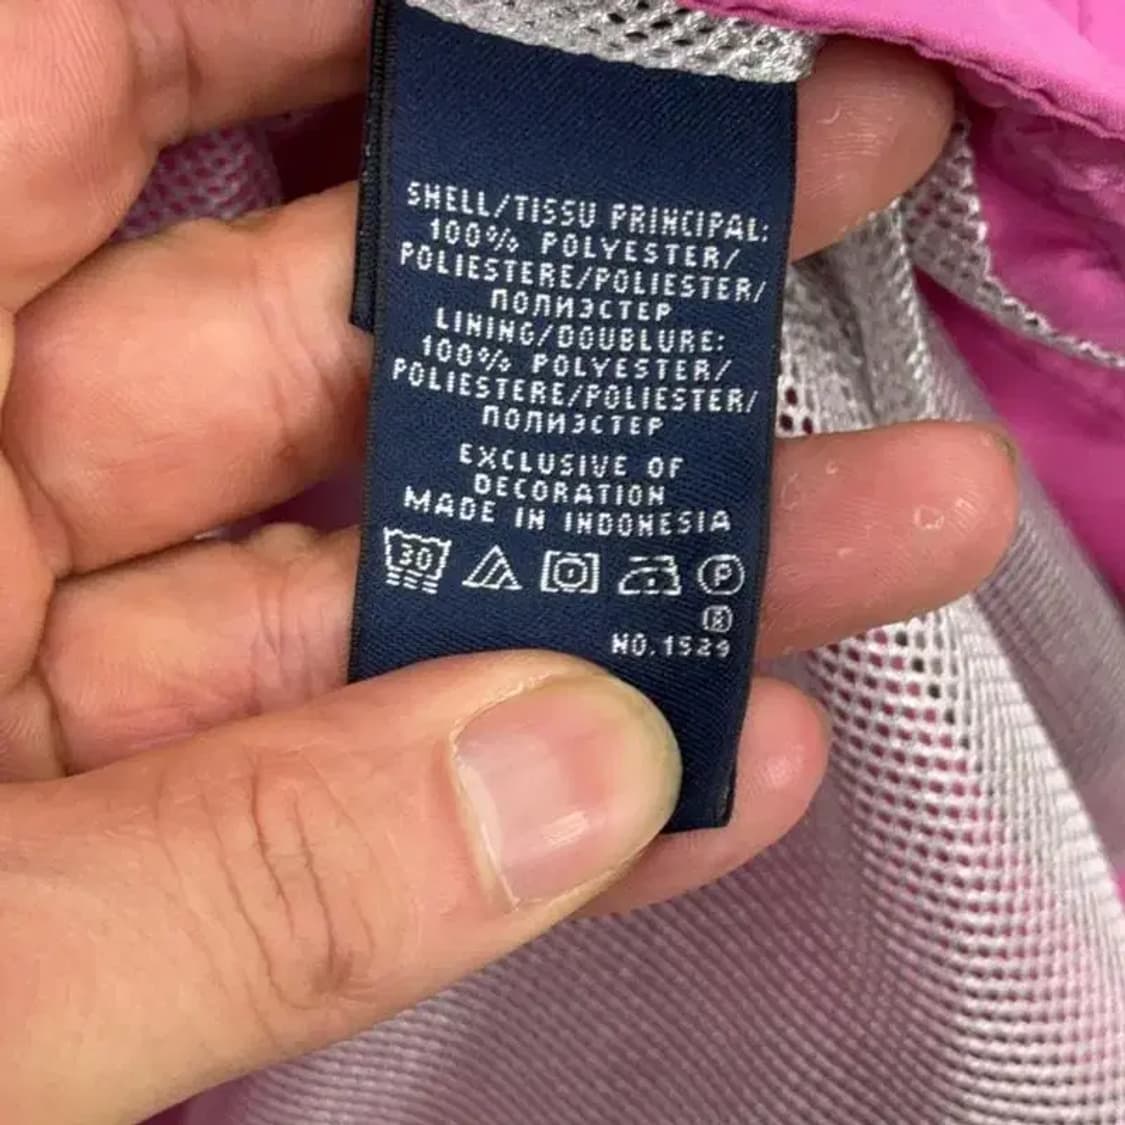 SHELL/TISSU PRINCIPAL:
100% POLYESTER/
POLIESTERE/POLIESTER/
ПОЛИЭСТЕР
LINING/DOUBLURE:
100% POLYESTER/
POLIESTERE/POLIESTER/
ПОЛИЭСТЕР
EXCLUSIVE OF
DECORATION
MADE IN INDONESIA
30 P
NO.1529